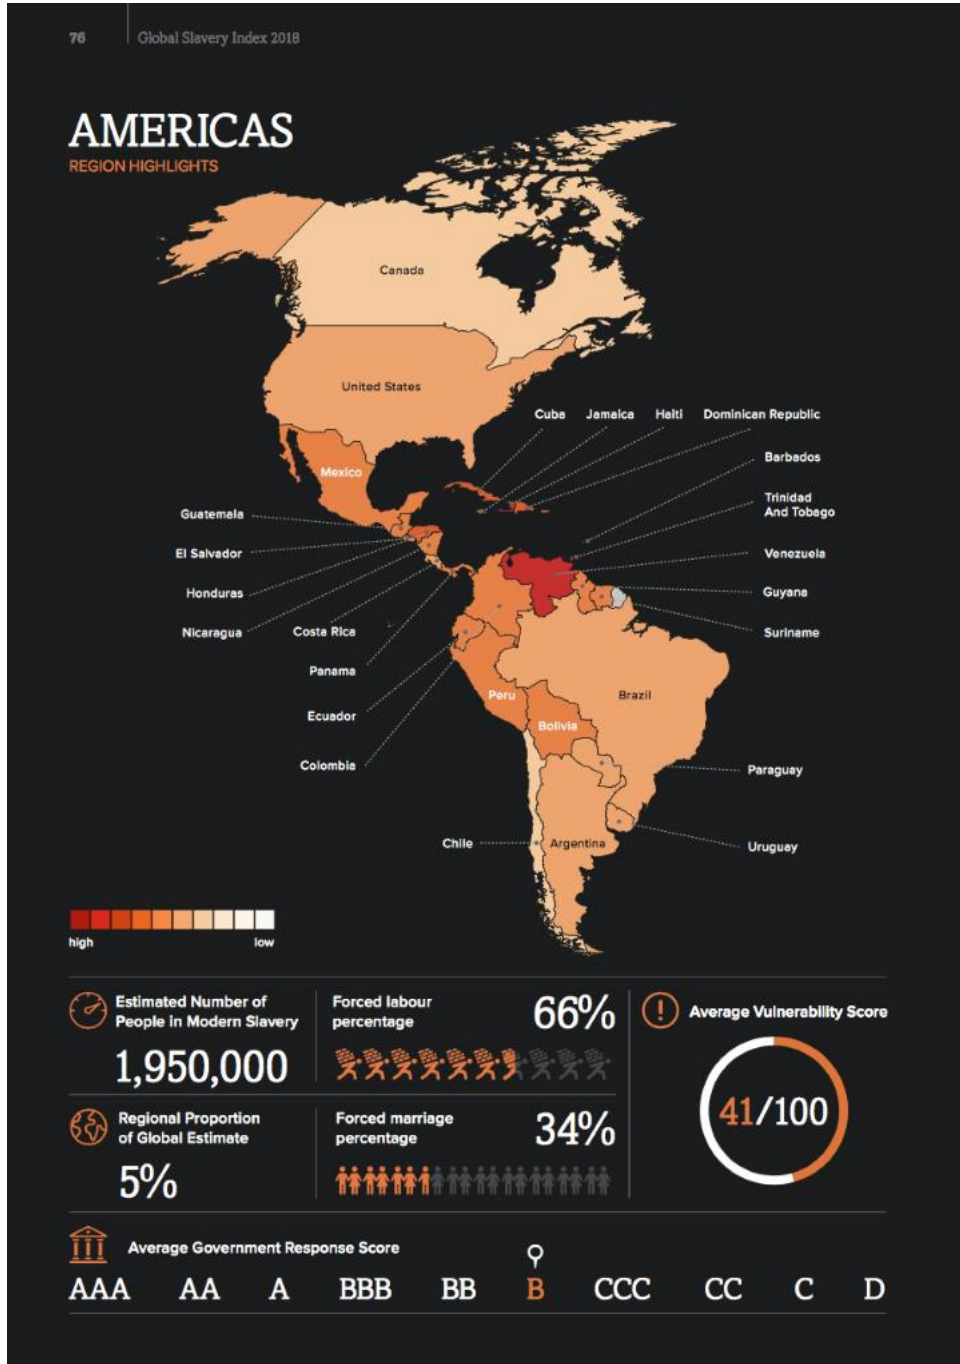 76
Global Slavery Index 2018
AMERICAS
REGION HIGHLIGHTS
Canada
United States
Cuba
Jamaica
Haiti
Dominican Republic
Barbados
Mexico
Trinidad
And Tobago
Guatemala
El Salvador
Venezuela
Honduras
Guyana
Nicaragua
Costa Rica
Suriname
Panama
Peru
Brazil
Ecuador
Bolivia
Colombia
Paraguay
Chile
Argentina
Uruguay
high
low
Estimated Number of
People in Modern Slavery
1,950,000
Forced labour
percentage
66%
Average Vulnerability Score
41/100
Regional Proportion
of Global Estimate
5%
Forced marriage
percentage
34%
Average Government Response Score
AAA AA A BBB BB B CCC CC C D